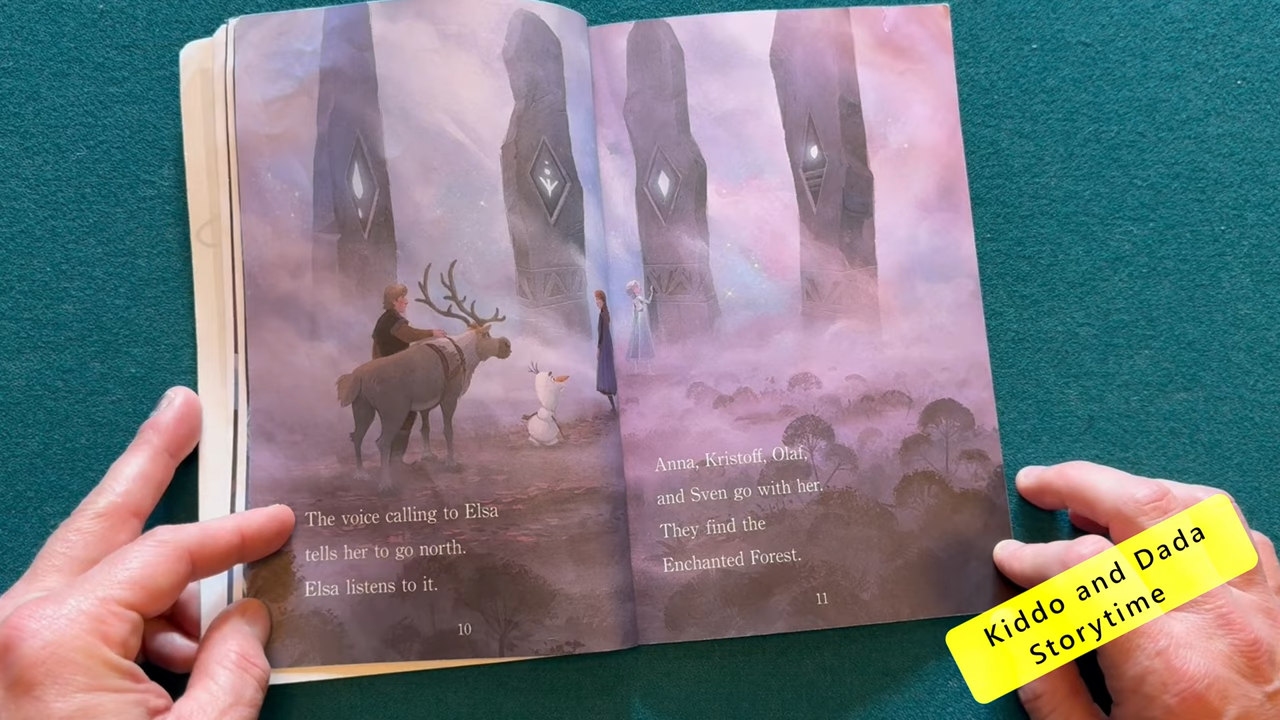 The voice calling to Elsa
tells her to go north.
Elsa listens to it.
10
Anna, Kristoff, Olaf,
and Sven go with her.
They find the
Enchanted Forest.
11
Kiddo and Dada
Storytime